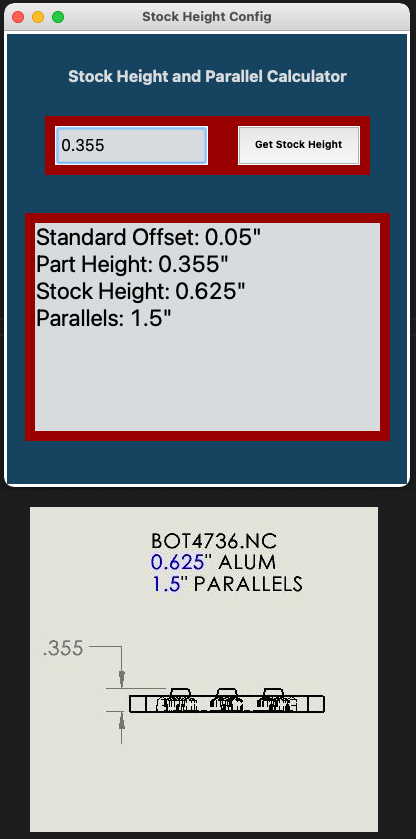 Stock Height Config
Stock Height and Parallel Calculator
0.355
Get Stock Height
Standard Offset: 0.05"
Part Height: 0.355"
Stock Height: 0.625"
Parallels: 1.5"
BOT4736.NC
0.625" ALUM
1.5" PARALLELS
.355